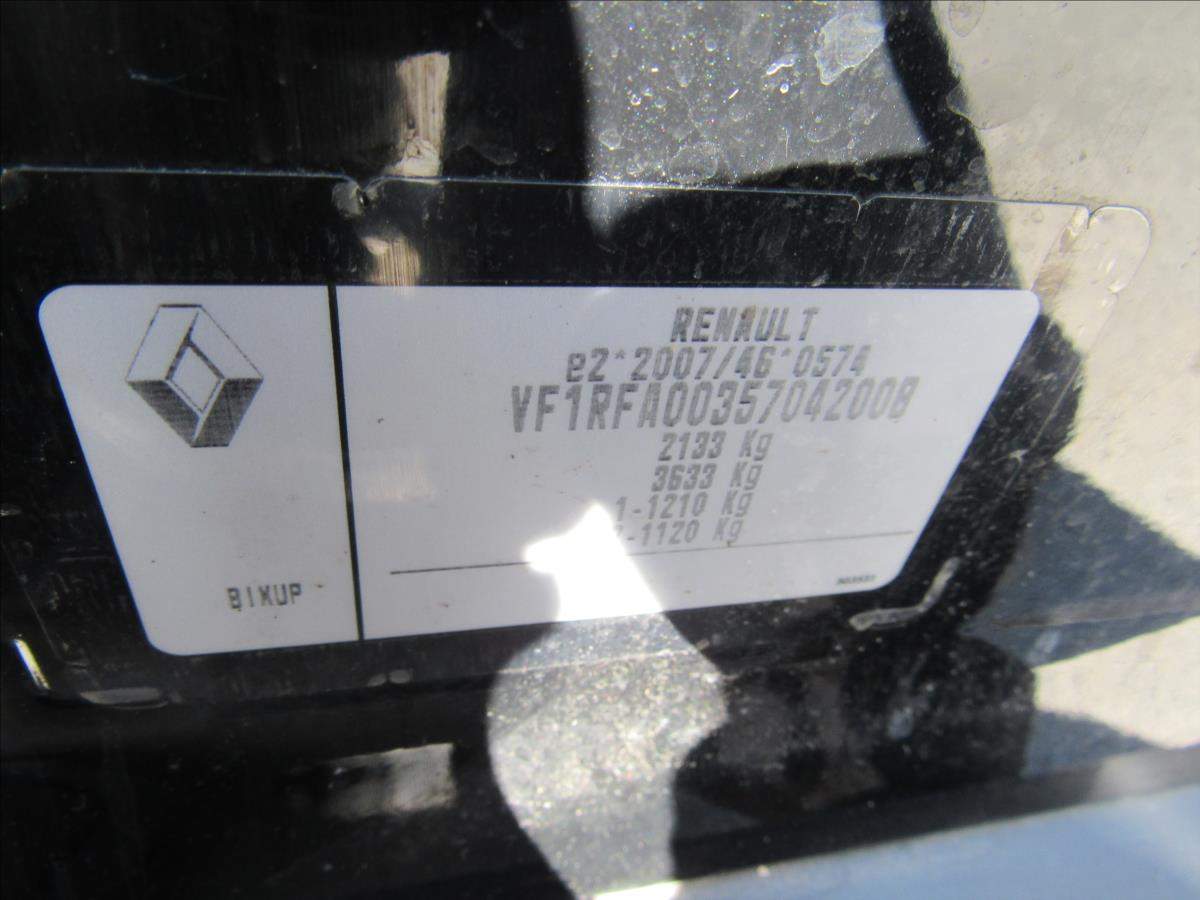 RENAULT
e2*2007/46*0574
VF1RFA00357042008
2133 Kg
3633 Kg
1-1210 Kg
2-1120 Kg
BIXUP